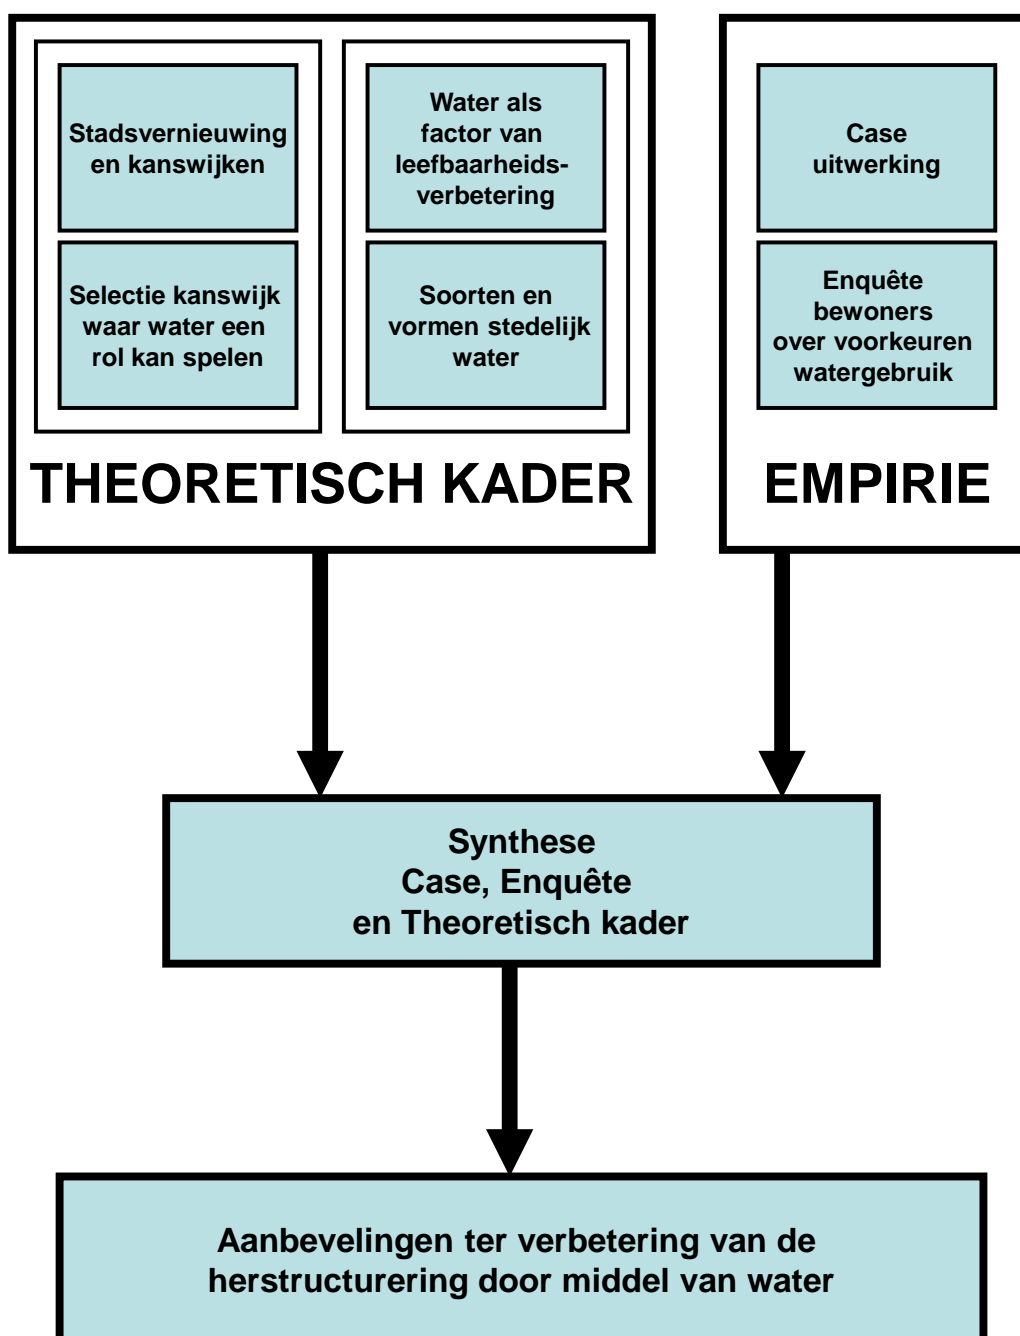 Stadsvernieuwing
en kanswijken
Selectie kanswijk
waar water een
rol kan spelen
Water als
factor van
leefbaarheids-
verbetering
Soorten en
vormen stedelijk
water
THEORETISCH KADER
Case
uitwerking
Enquête
bewoners
over voorkeuren
watergebruik
EMPIRIE
Synthese
Case, Enquête
en Theoretisch kader
Aanbevelingen ter verbetering van de
herstructurering door middel van water